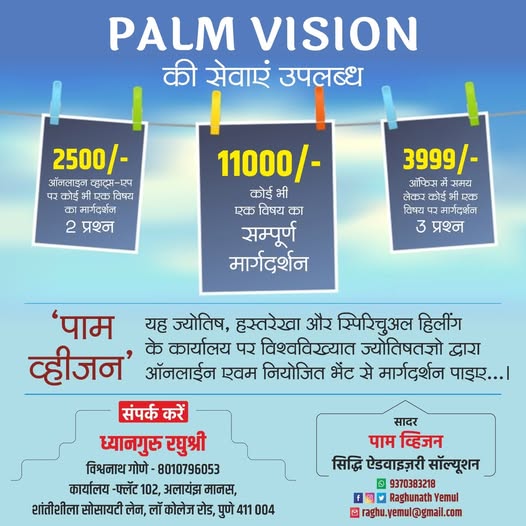 PALM VISION
की सेवाएं उपलब्ध
2500/-
ऑनलाइन व्हाट्स-एप
पर कोई भी एक विषय
का मार्गदर्शन
2 प्रश्न
11000/-
कोई भी
एक विषय का
सम्पूर्ण
मार्गदर्शन
3999/-
ऑफिस में समय
लेकर कोई भी एक
विषय पर मार्गदर्शन
3 प्रश्न
'पाम
व्हीजन'
यह ज्योतिष, हस्तरेखा और स्पिरिचुअल हिलींग
के कार्यालय पर विश्वविख्यात ज्योतिषतज्ञो द्वारा
ऑनलाईन एवम नियोजित भेंट से मार्गदर्शन पाइए...।
संपर्क करें
ध्यानगुरु रघुश्री
विश्वनाथ गोणे - 8010796053
कार्यालय -फ्लॅट 102, अलायंझा मानस,
शांतीशीला सोसायटी लेन, लॉ कॉलेज रोड, पुणे 411 004
सादर
पाम व्हिजन
सिद्धि ऐडवाइज़री सॉल्यूशन
9370383218
Raghunath Yemul
raghu.yemul@gmail.com